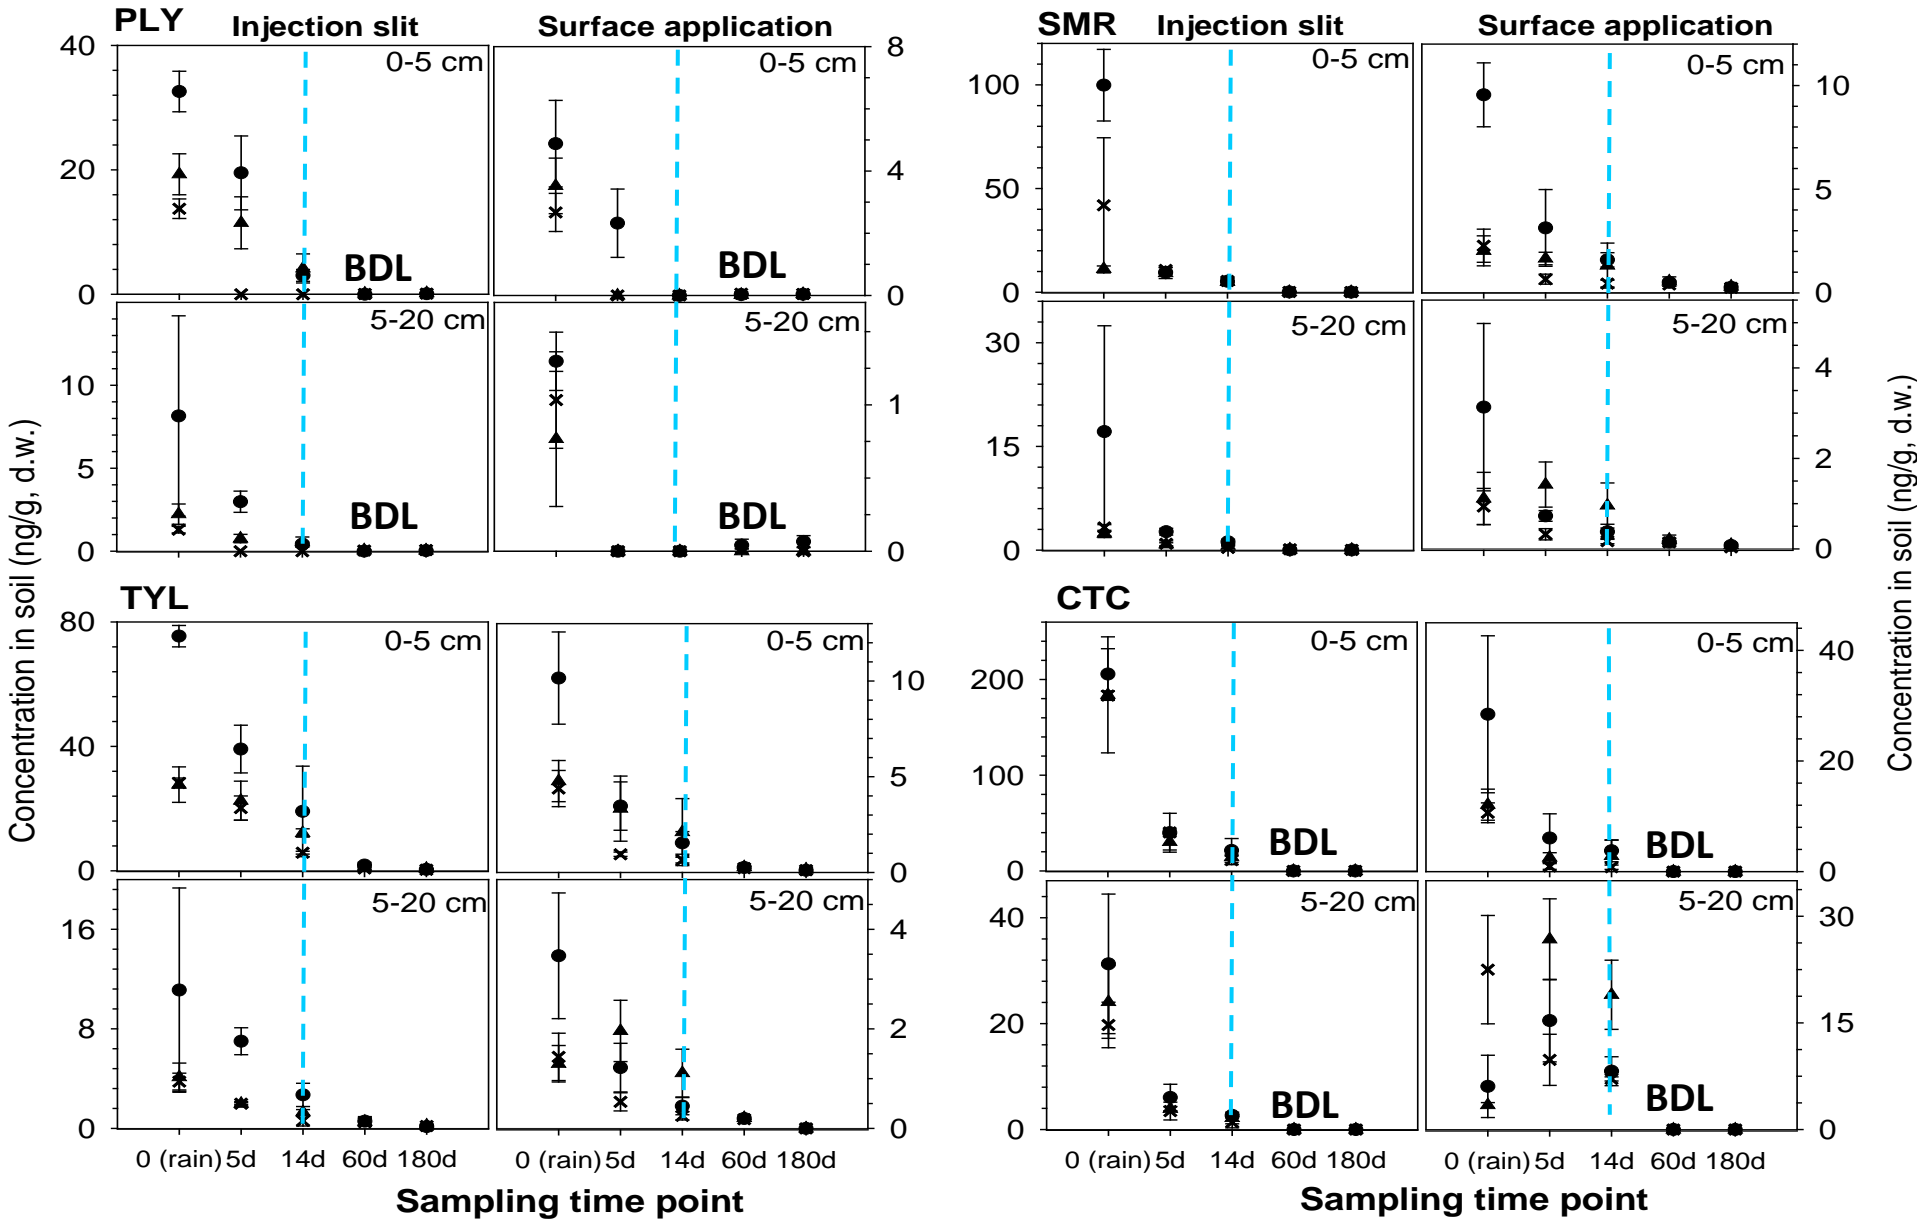 PLY Injection slit Surface application SMR Injection slit Surface application
40 0-5 cm 0-5 cm 8 100 0-5 cm 0-5 cm 10
20 4 50 5
0 BDL BDL 0 0 0
5-20 cm 5-20 cm 5-20 cm 5-20 cm
10 1 30 4
5 15 2
0 BDL BDL 0 0 0
Concentration in soil (ng/g, d.w.)
Concentration in soil (ng/g, d.w.)
TYL CTC
80 0-5 cm 0-5 cm 0-5 cm 0-5 cm 40
10 200
40 5 100 20
0 0 0 BDL BDL 0
5-20 cm 5-20 cm 5-20 cm 5-20 cm
16 4 40 30
8 2 20 15
0 0 0 BDL BDL 0
0 (rain) 5d 14d 60d 180d 0 (rain) 5d 14d 60d 180d 0 (rain) 5d 14d 60d 180d 0 (rain) 5d 14d 60d 180d
Sampling time point Sampling time point